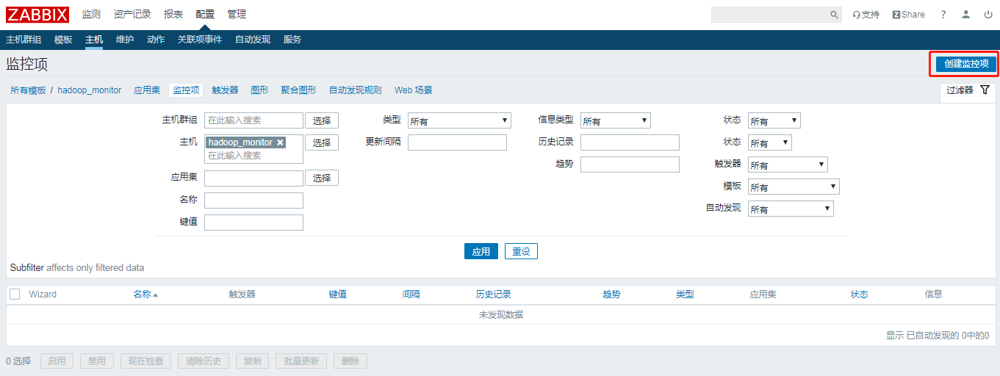 ZABBIX 监测 资产记录 报表 配置 管理 支持 Z Share ?
主机群组 模板 主机 维护 动作 关联项事件 自动发现 服务
监控项 创建监控项
所有模板 / hadoop_monitor 应用集 监控项 触发器 图形 聚合图形 自动发现规则 Web 场景 过滤器
主机群组 在此输入搜索 选择 类型 所有 信息类型 所有 状态 所有
主机 hadoop_monitor 选择 更新间隔 历史记录 状态 所有
在此输入搜索
趋势 触发器 所有
应用集 选择 模板 所有
名称 自动发现 所有
键值
应用 重设
Subfilter affects only filtered data
Wizard 名称 触发器 键值 间隔 历史记录 趋势 类型 应用集 状态 信息
未发现数据
显示 已自动发现的 0中的0
0 选择 启用 禁用 现在检查 清除历史 复制 批量更新 删除